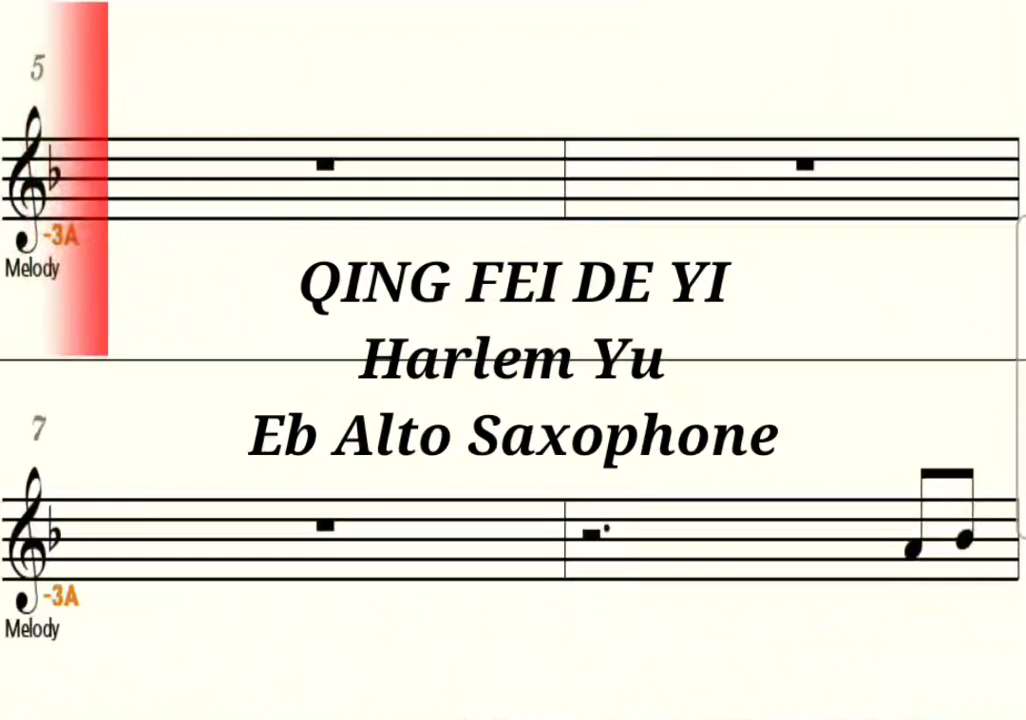 5
-3A
Melody
QING FEI DE YI
Harlem Yu
Eb Alto Saxophone
7
-3A
Melody